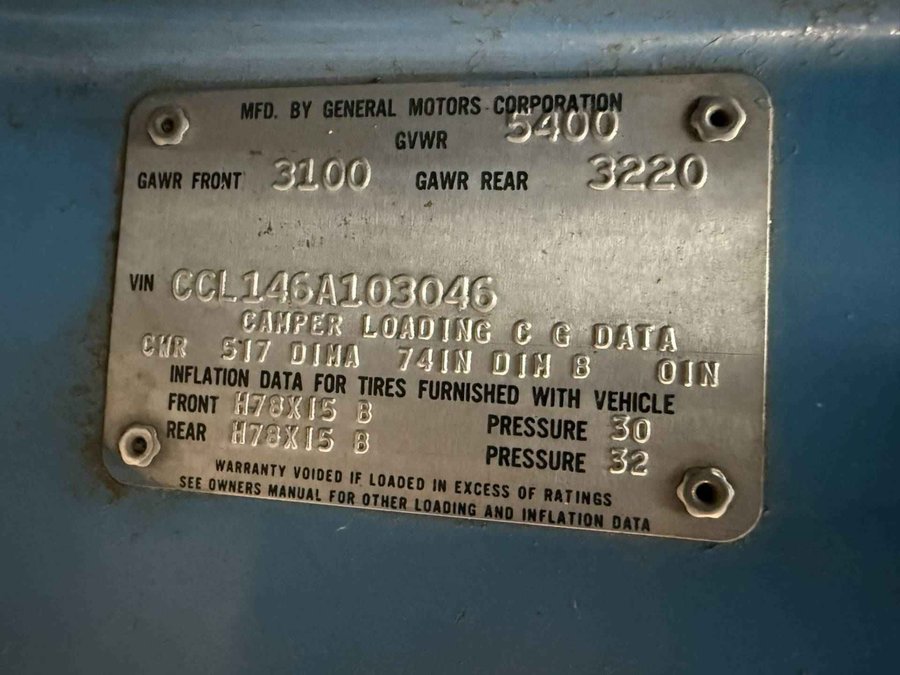 MFD. BY GENERAL MOTORS CORPORATION
GVWR 5400
GAWR FRONT 3100 GAWR REAR 3220
VIN CCL146A103046
CAMPER LOADING C G DATA
CWR 517 DIMA 74IN DIM B 0IN
INFLATION DATA FOR TIRES FURNISHED WITH VEHICLE
FRONT H78X15 B PRESSURE 30
REAR H78X15 B PRESSURE 32
WARRANTY VOIDED IF LOADED IN EXCESS OF RATINGS
SEE OWNERS MANUAL FOR OTHER LOADING AND INFLATION DATA